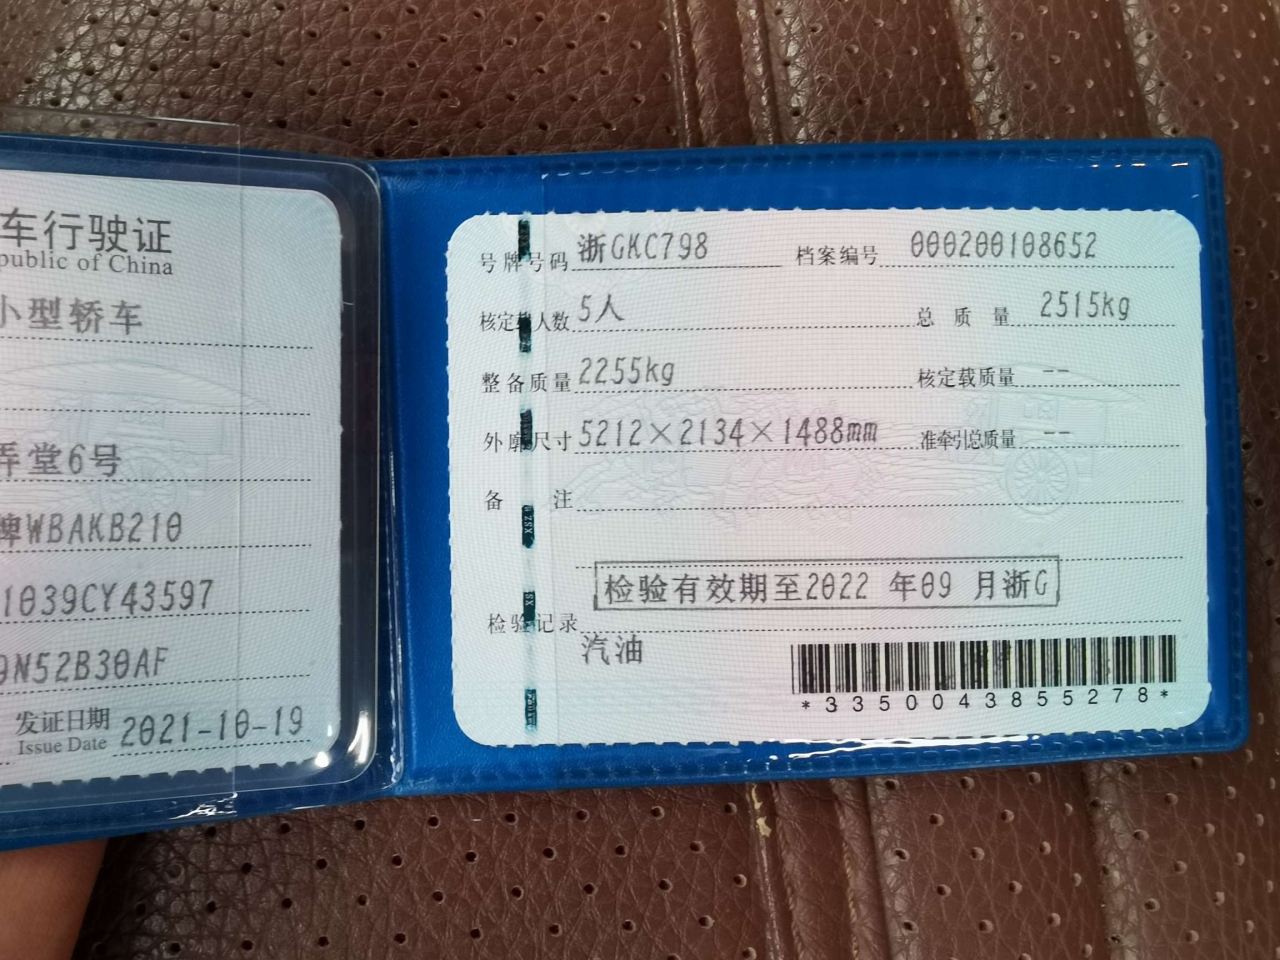 车行驶证
public of China
小型轿车
弄堂6号
牌WBAKB210
1039CY43597
9N52B30AF
发证日期 2021-10-19
Issue Date
号牌号码 浙GKC798 档案编号 000200108652
核定载人数 5人 总质量 2515kg
整备质量 2255kg 核定载质量 --
外廓尺寸 5212×2134×1488mm 准牵引总质量 --
备注
检验有效期至2022 年09 月浙G
检验记录
汽油
*3350043855278*